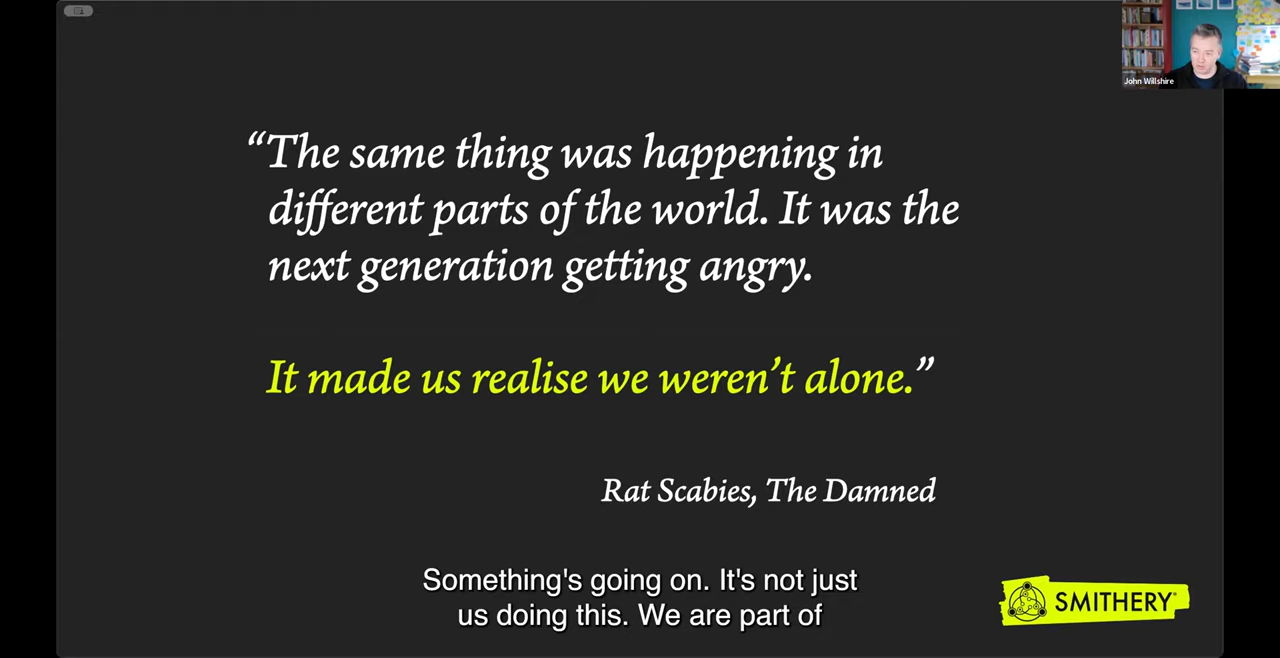 John Willshire
“The same thing was happening in
different parts of the world. It was the
next generation getting angry.
It made us realise we weren’t alone.”
Rat Scabies, The Damned
Something's going on. It's not just
us doing this. We are part of
SMITHERY®